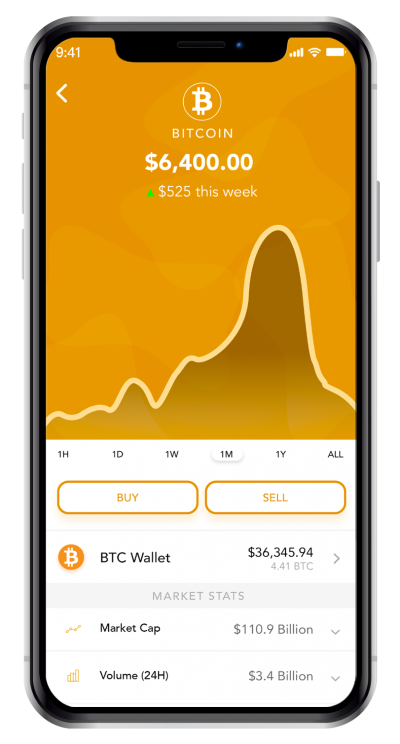 9:41
BITCOIN
$6,400.00
▲ $525 this week
1H 1D 1W 1M 1Y ALL
BUY SELL
BTC Wallet $36,345.94
4.41 BTC
MARKET STATS
Market Cap $110.9 Billion
Volume (24H) $3.4 Billion